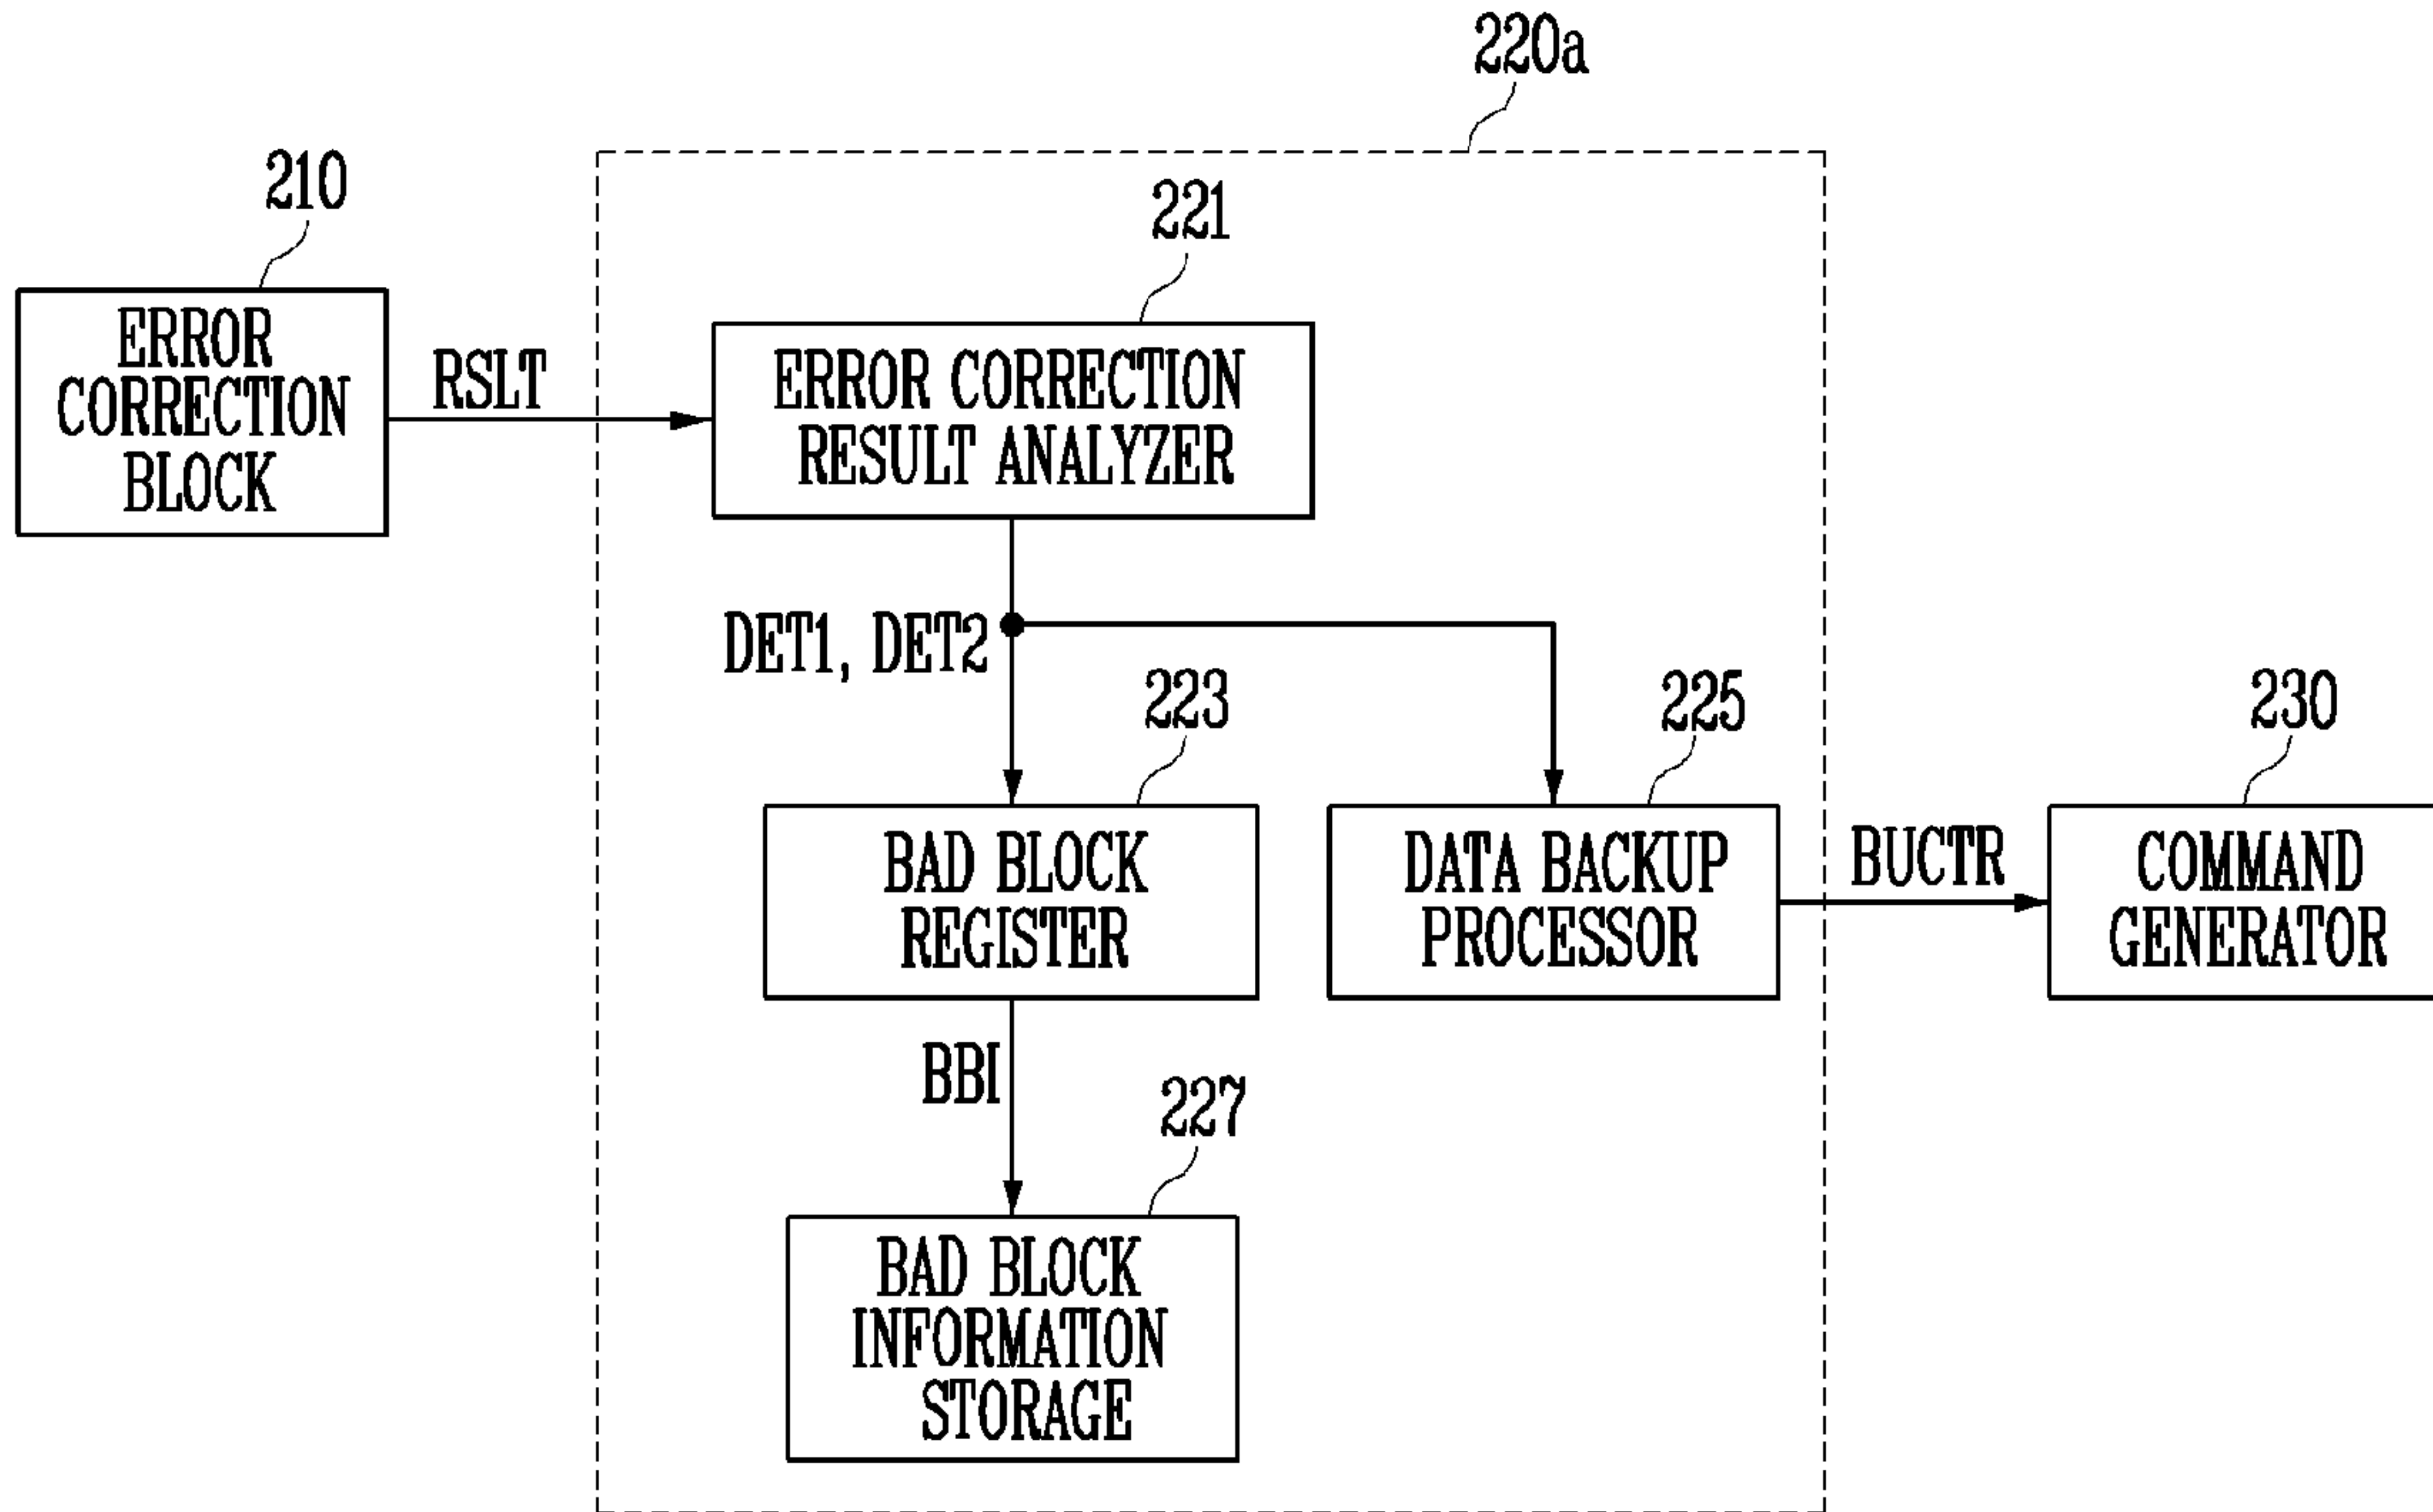 220a
210
221
ERROR
CORRECTION
BLOCK
RSLT
ERROR CORRECTION
RESULT ANALYZER
DET1, DET2
223
225
230
BAD BLOCK
REGISTER
DATA BACKUP
PROCESSOR
BUCTR
COMMAND
GENERATOR
BBI
227
BAD BLOCK
INFORMATION
STORAGE